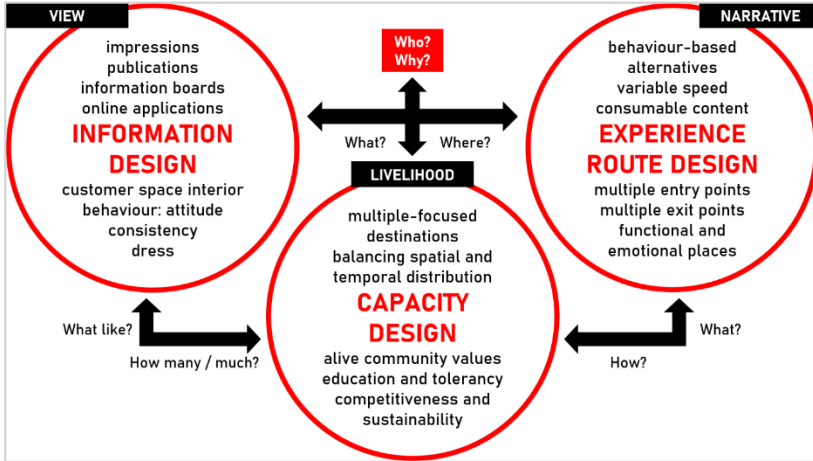 VIEW
impressions
publications
information boards
online applications
INFORMATION
DESIGN
customer space interior
behaviour: attitude
consistency
dress
Who?
Why?
What?
Where?
NARRATIVE
behaviour-based
alternatives
variable speed
consumable content
EXPERIENCE
ROUTE DESIGN
multiple entry points
multiple exit points
functional and
emotional places
LIVELIHOOD
multiple-focused
destinations
balancing spatial and
temporal distribution
CAPACITY
DESIGN
alive community values
education and tolerancy
competitiveness and
sustainability
What like?
How many / much?
What?
How?